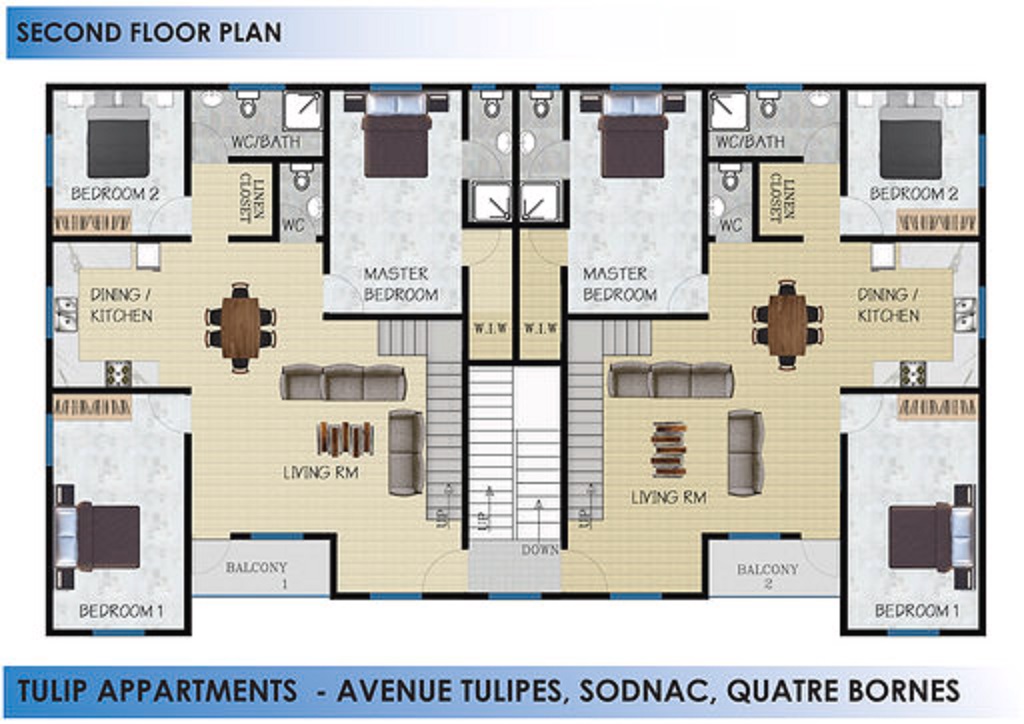 SECOND FLOOR PLAN
WC/BATH
WC/BATH
BEDROOM 2
LINEN
CLOSET
WC
MASTER
BEDROOM
MASTER
BEDROOM
WC
LINEN
CLOSET
BEDROOM 2
DINING /
KITCHEN
W.I.W
W.I.W
DINING /
KITCHEN
LIVING RM
LIVING RM
UP
UP
UP
DOWN
BALCONY
1
BALCONY
2
BEDROOM 1
BEDROOM 1
TULIP APPARTMENTS - AVENUE TULIPES, SODNAC, QUATRE BORNES